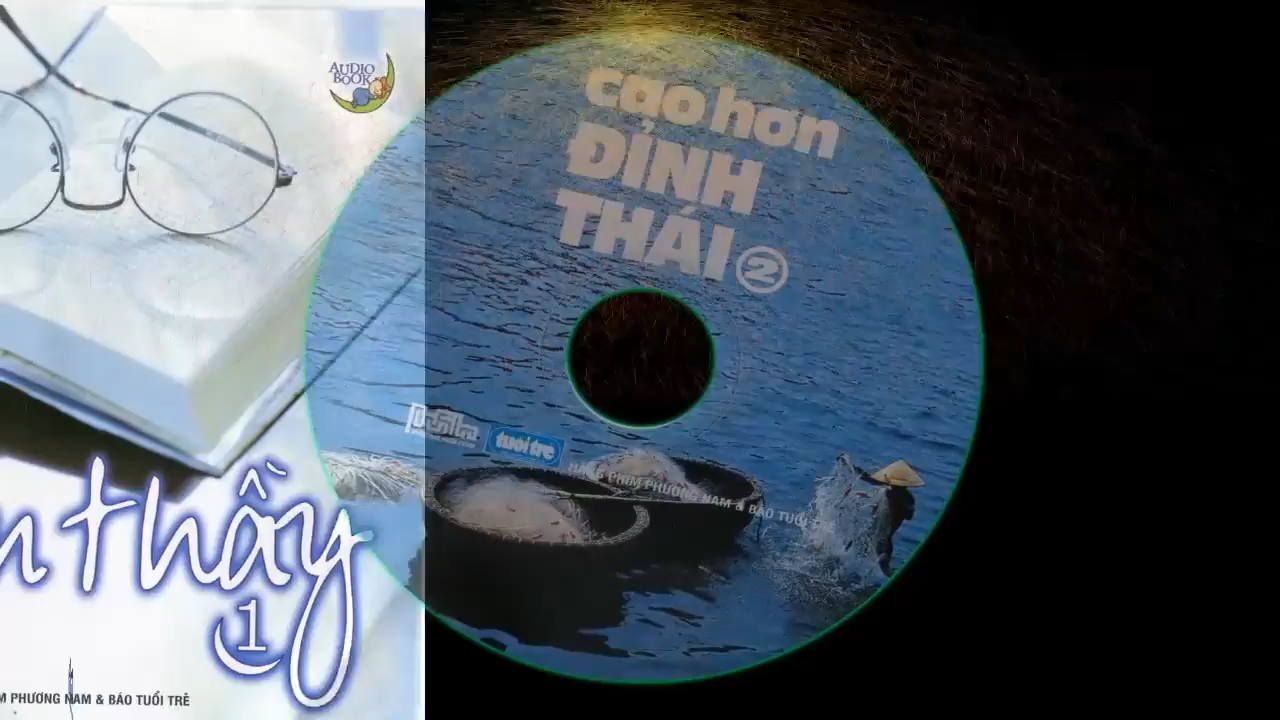 AUDIO
BOOK
cao hơn
ĐỈNH
THÁI 2
tuổi trẻ
HÃNG PHIM PHƯƠNG NAM & BÁO TUỔI TRẺ
thầy
1
PHƯƠNG NAM & BÁO TUỔI TRẺ